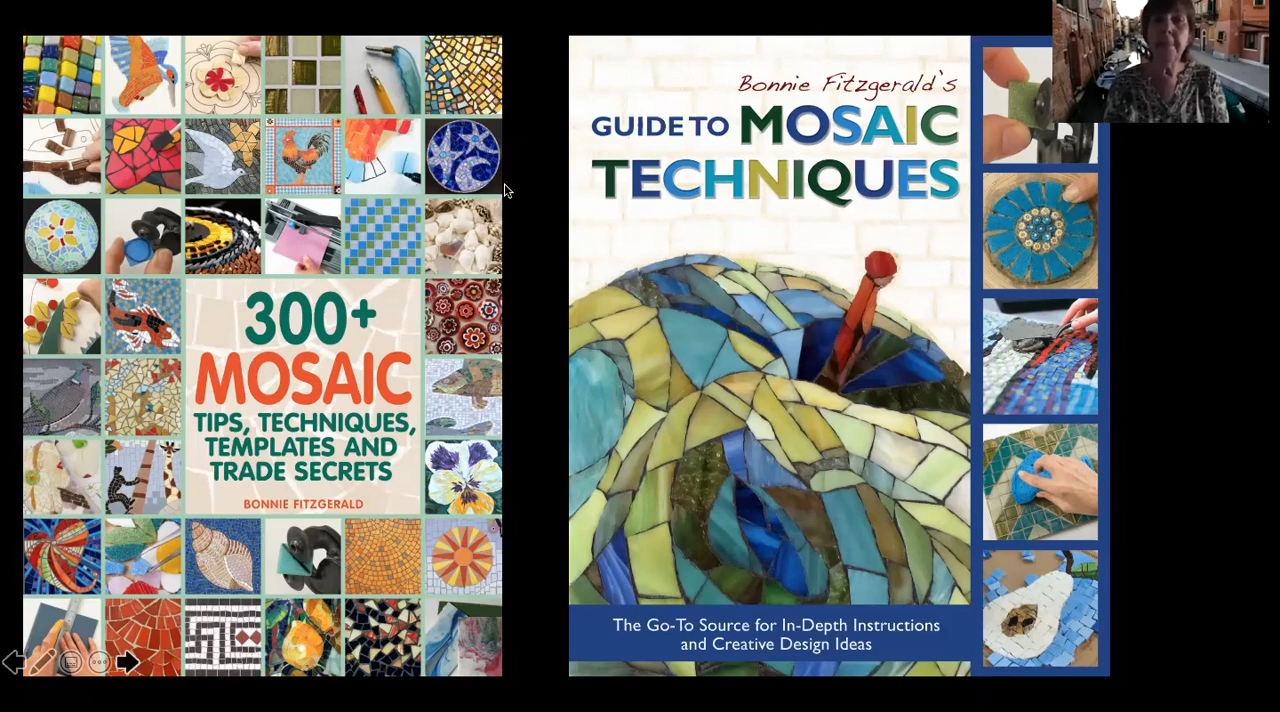 300+
MOSAIC
TIPS, TECHNIQUES,
TEMPLATES AND
TRADE SECRETS
BONNIE FITZGERALD
Bonnie Fitzgerald's
GUIDE TO MOSAIC
TECHNIQUES
The Go-To Source for In-Depth Instructions
and Creative Design Ideas